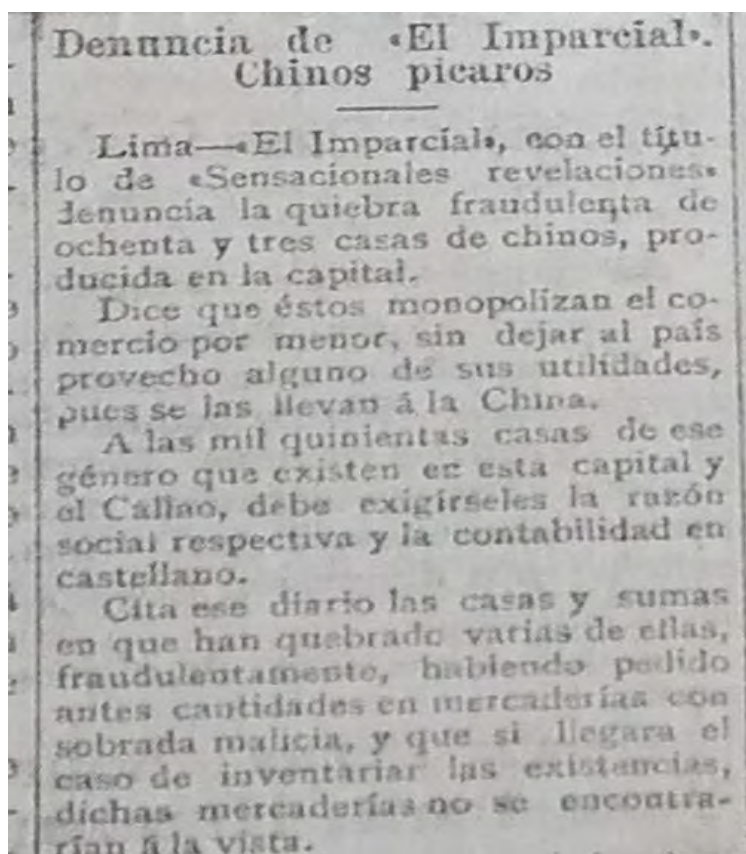 Denuncia de «El Imparcial».
Chinos pícaros
Lima—«El Imparcial», con el títu-
lo de «Sensacionales revelaciones»
denuncia la quiebra fraudulenta de
ochenta y tres casas de chinos, pro-
ducida en la capital.
Dice que éstos monopolizan el co-
mercio por menor, sin dejar al país
provecho alguno de sus utilidades,
pues se las llevan á la China.
A las mil quinientas casas de ese
género que existen en esta capital y
el Callao, debe exigírseles la razón
social respectiva y la contabilidad en
castellano.
Cita ese diario las casas y sumas
en que han quebrado varias de ellas,
fraudulentamente, habiendo pedido
antes cantidades en mercaderías con
sobrada malicia, y que si llegara el
caso de inventariar las existencias,
dichas mercaderías no se encontra-
rían á la vista.